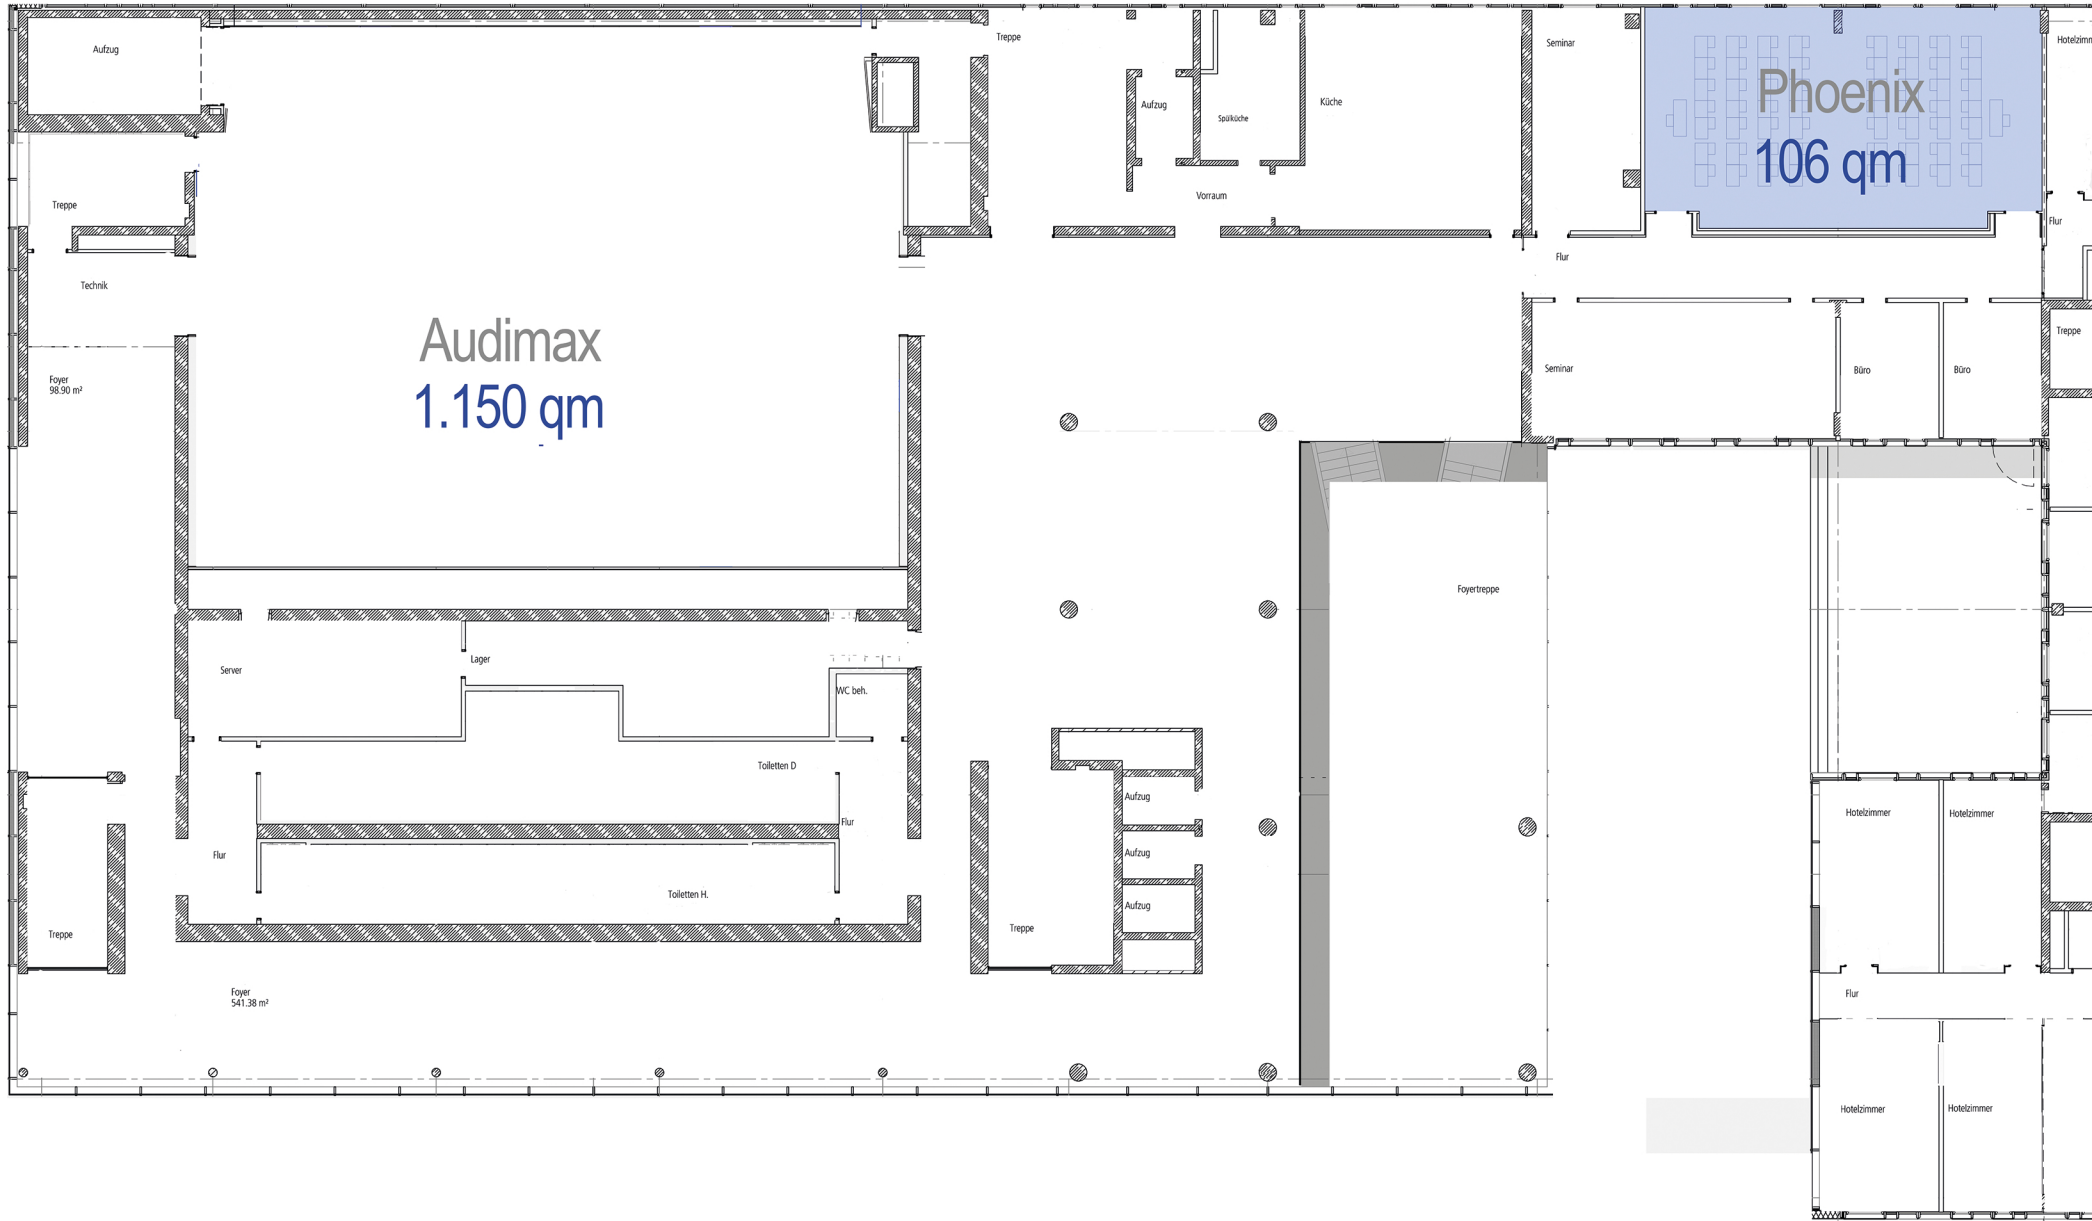 Aufzug
Treppe
Seminar
Hotelzimm
Phoenix
106 qm
Aufzug
Küche
Spülküche
Vorraum
Treppe
Flur
Flur
Technik
Audimax
1.150 qm
Treppe
Foyer
98.90 m²
Seminar
Büro
Büro
Foyertreppe
Server
Lager
WC beh.
Toiletten D
Aufzug
Hotelzimmer
Hotelzimmer
Flur
Flur
Aufzug
Toiletten H.
Aufzug
Treppe
Treppe
Foyer
541.38 m²
Flur
Hotelzimmer
Hotelzimmer